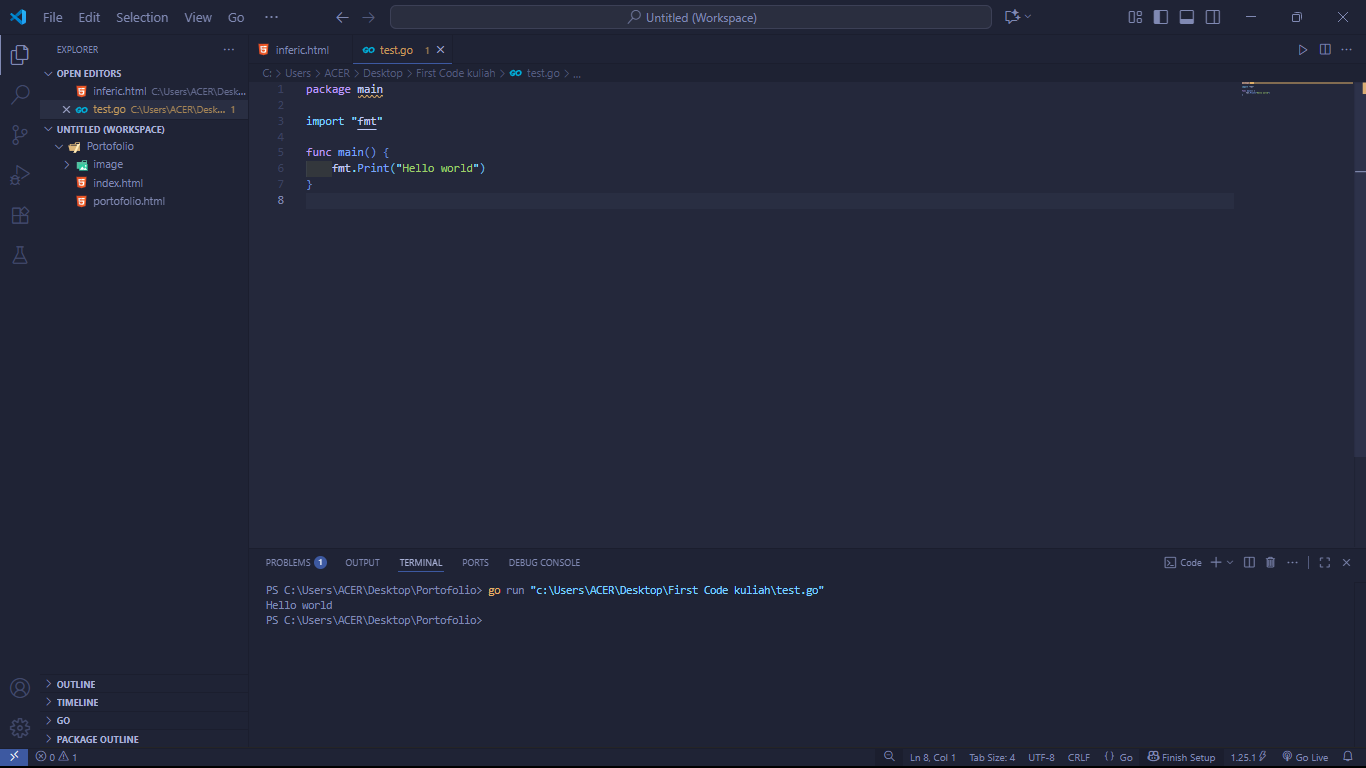 File Edit Selection View Go ··· Untitled (Workspace)
EXPLORER ···
OPEN EDITORS
inferic.html C:\Users\ACER\Desk...
GO test.go C:\Users\ACER\Desk... 1
UNTITLED (WORKSPACE)
Portofolio
image
index.html
portofolio.html
OUTLINE
TIMELINE
GO
PACKAGE OUTLINE
inferic.html GO test.go 1
C: > Users > ACER > Desktop > First Code kuliah > GO test.go > ...
1 package main
2
3 import "fmt"
4
5 func main() {
6 fmt.Print("Hello world")
7 }
8
PROBLEMS 1 OUTPUT TERMINAL PORTS DEBUG CONSOLE Code
PS C:\Users\ACER\Desktop\Portofolio> go run "c:\Users\ACER\Desktop\First Code kuliah\test.go"
Hello world
PS C:\Users\ACER\Desktop\Portofolio>
0 1 Ln 8, Col 1 Tab Size: 4 UTF-8 CRLF {} Go Finish Setup 1.25.1 Go Live